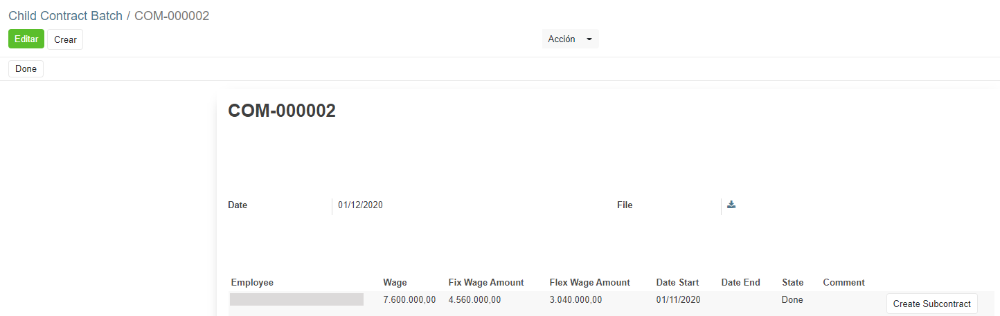 Child Contract Batch / COM-000002
Editar Crear Acción
Done
COM-000002
Date 01/12/2020 File
Employee Wage Fix Wage Amount Flex Wage Amount Date Start Date End State Comment
7.600.000,00 4.560.000,00 3.040.000,00 01/11/2020 Done Create Subcontract